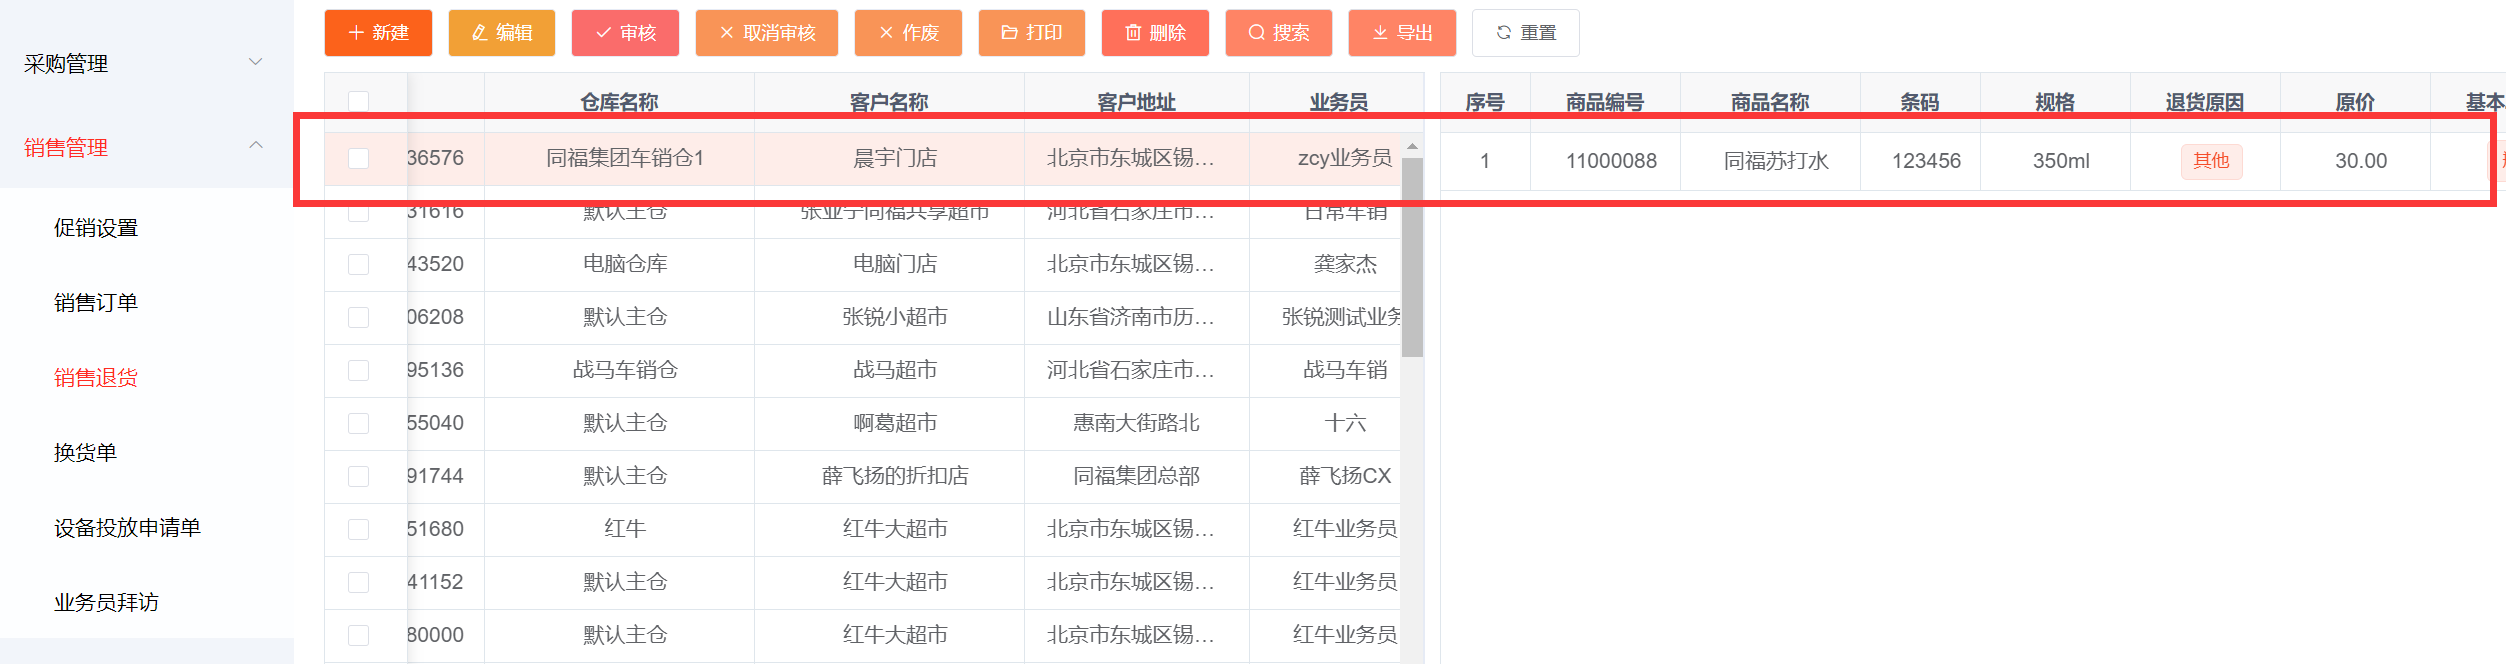 新建 编辑 审核 取消审核 作废 打印 删除 搜索 导出 重置
采购管理
销售管理
促销设置
销售订单
销售退货
换货单
设备投放申请单
业务员拜访
仓库名称 客户名称 客户地址 业务员
36576 同福集团车销仓1 晨宇门店 北京市东城区锡... zcy业务员
31616 默认主仓 张业宁同福共享超市 河北省石家庄市... 日常车销
43520 电脑仓库 电脑门店 北京市东城区锡... 龚家杰
06208 默认主仓 张锐小超市 山东省济南市历... 张锐测试业务
95136 战马车销仓 战马超市 河北省石家庄市... 战马车销
55040 默认主仓 啊葛超市 惠南大街路北 十六
91744 默认主仓 薛飞扬的折扣店 同福集团总部 薛飞扬CX
51680 红牛 红牛大超市 北京市东城区锡... 红牛业务员
41152 默认主仓 红牛大超市 北京市东城区锡... 红牛业务员
80000 默认主仓 红牛大超市 北京市东城区锡... 红牛业务员
序号 商品编号 商品名称 条码 规格 退货原因 原价 基本
1 11000088 同福苏打水 123456 350ml 其他 30.00